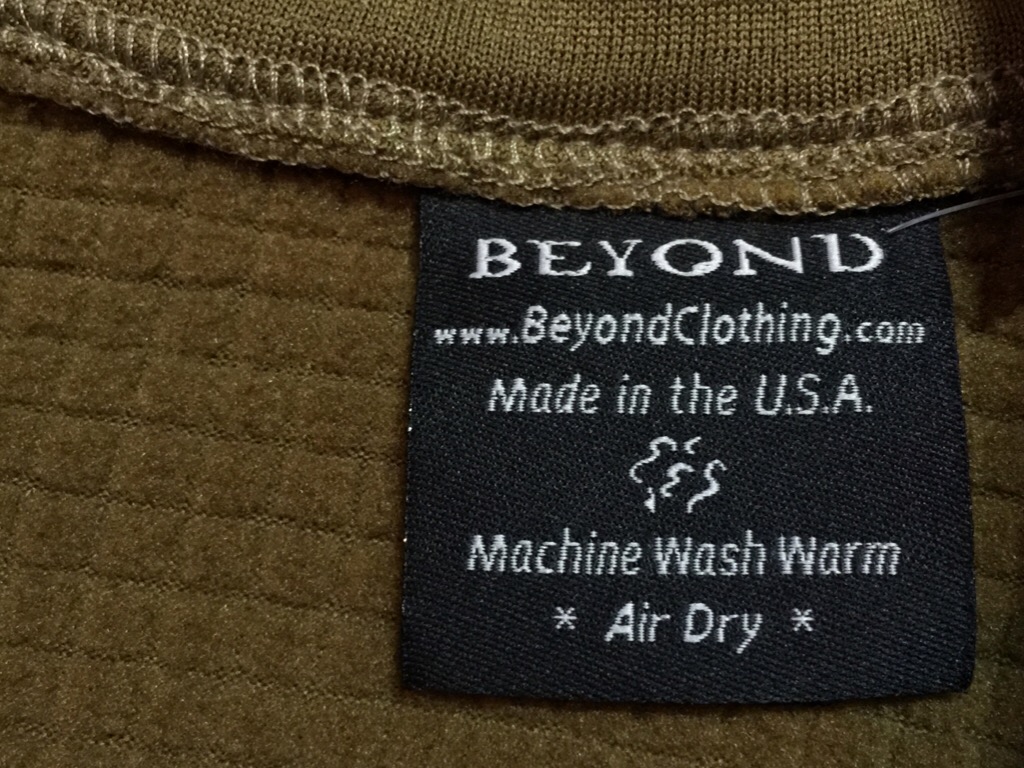 BEYOND
www.BeyondClothing.com
Made in the U.S.A.
Machine Wash Warm
* Air Dry *